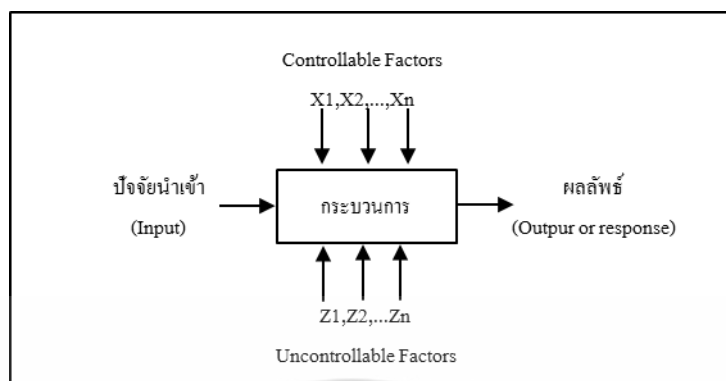 Controllable Factors
X1,X2,...,Xn
ปัจจัยนำเข้า
(Input)
กระบวนการ
ผลลัพธ์
(Outpur or response)
Z1,Z2,...Zn
Uncontrollable Factors